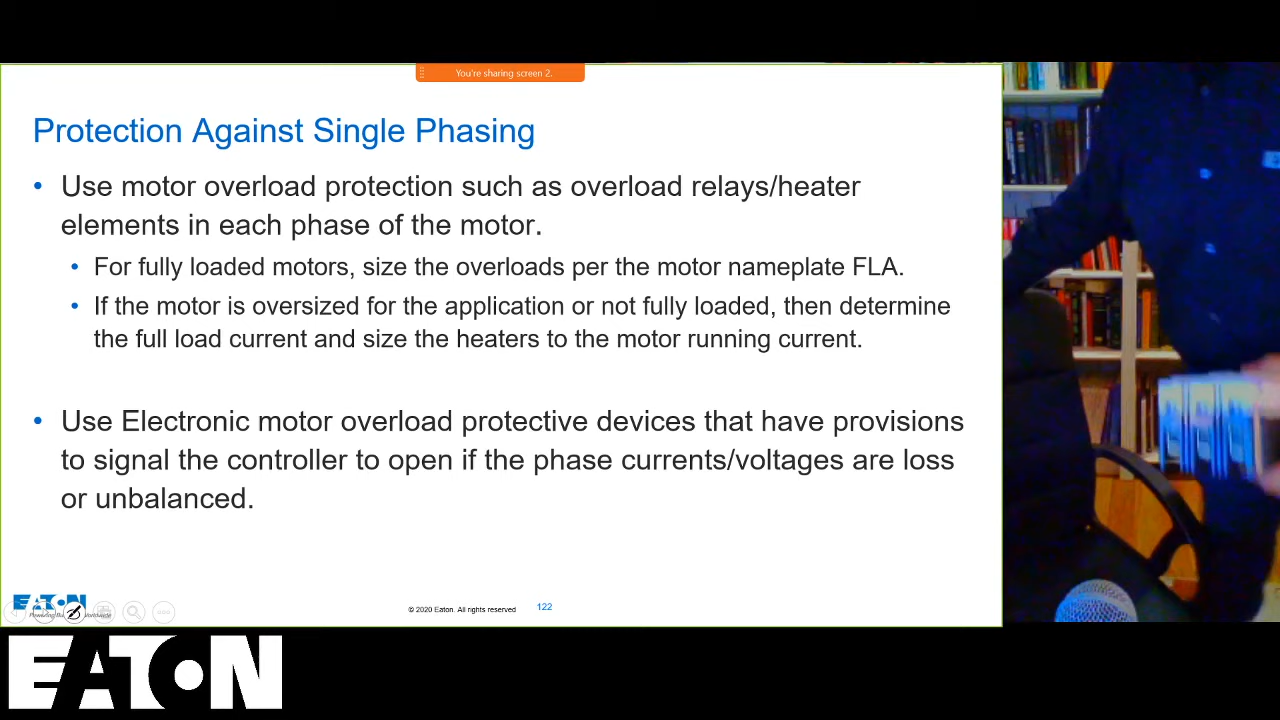 You're sharing screen 2.
Protection Against Single Phasing
• Use motor overload protection such as overload relays/heater
elements in each phase of the motor.
• For fully loaded motors, size the overloads per the motor nameplate FLA.
• If the motor is oversized for the application or not fully loaded, then determine
the full load current and size the heaters to the motor running current.
• Use Electronic motor overload protective devices that have provisions
to signal the controller to open if the phase currents/voltages are loss
or unbalanced.
EATON
© 2020 Eaton. All rights reserved
122
EATON